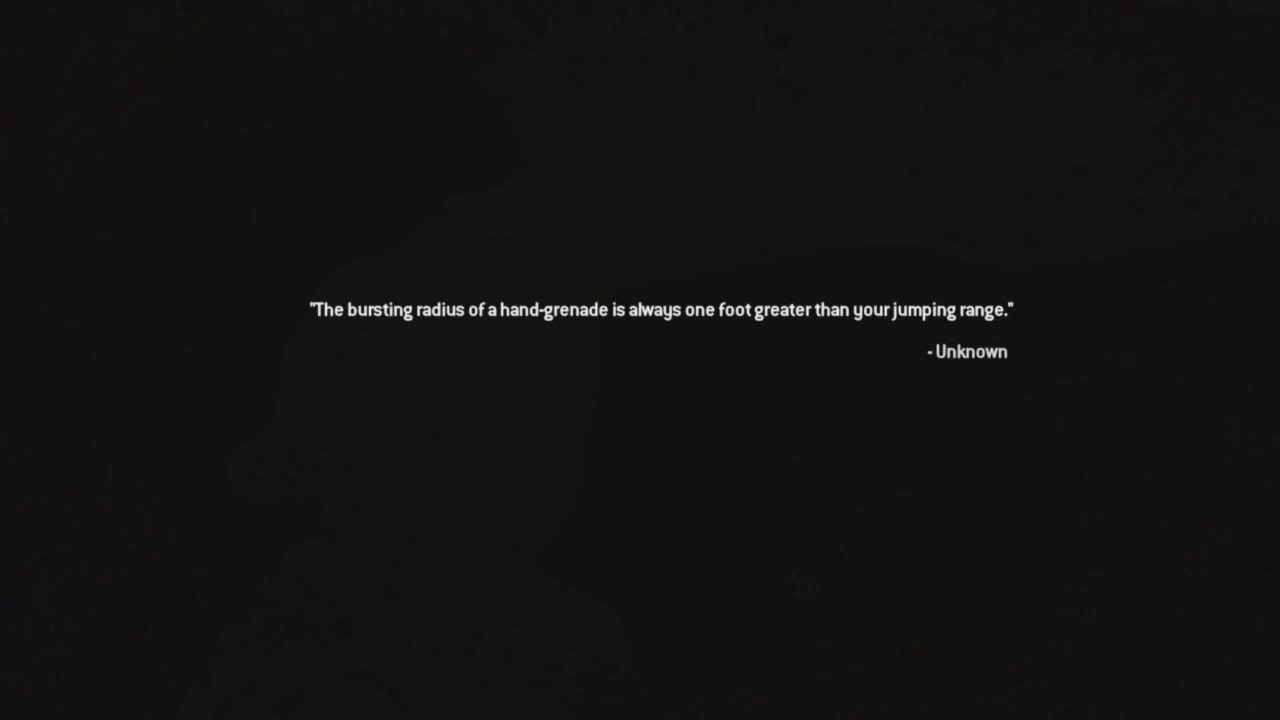 "The bursting radius of a hand-grenade is always one foot greater than your jumping range."
- Unknown